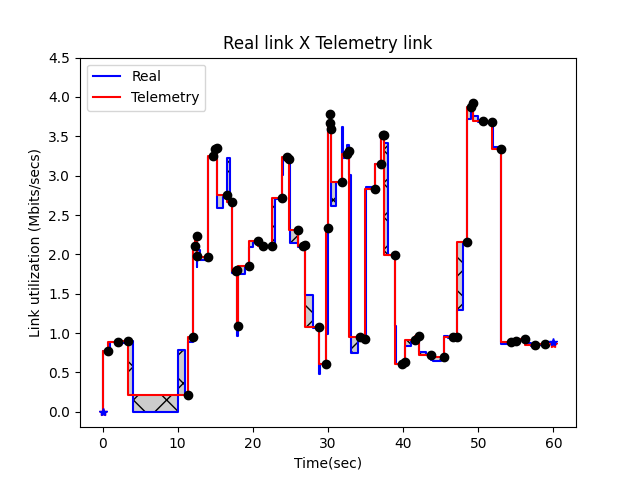 Real link X Telemetry link
Link utilization (Mbits/secs)
4.5
4.0
3.5
3.0
2.5
2.0
1.5
1.0
0.5
0.0
Real
Telemetry
0 10 20 30 40 50 60
Time(sec)